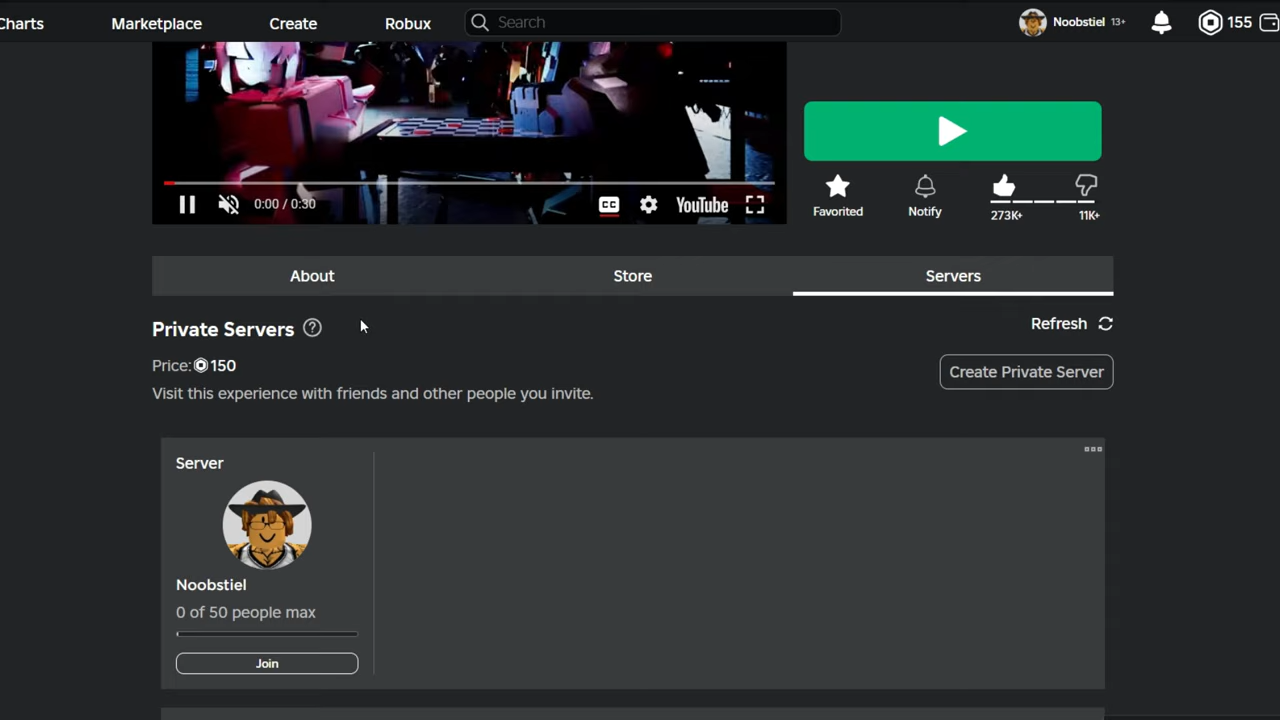 Charts Marketplace Create Robux Search Noobstiel 13+ 155
0:00 / 0:30 CC YouTube
Favorited Notify 273K+ 11K+
About Store Servers
Private Servers ? Refresh
Price: 150
Create Private Server
Visit this experience with friends and other people you invite.
Server
Noobstiel
0 of 50 people max
Join